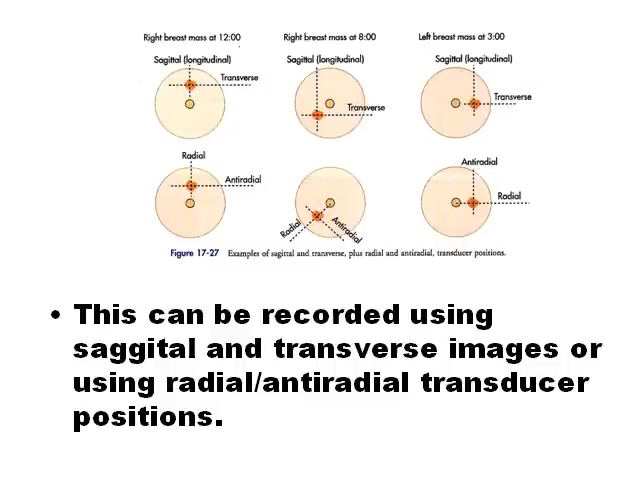 Right breast mass at 12:00
Right breast mass at 8:00
Left breast mass at 3:00
Sagittal (longitudinal)
Sagittal (longitudinal)
Sagittal (longitudinal)
Transverse
Transverse
Transverse
Radial
Antiradial
Radial
Antiradial
Antiradial
Radial
Figure 17-27 Examples of sagittal and transverse, plus radial and antiradial, transducer positions.
• This can be recorded using
saggital and transverse images or
using radial/antiradial transducer
positions.